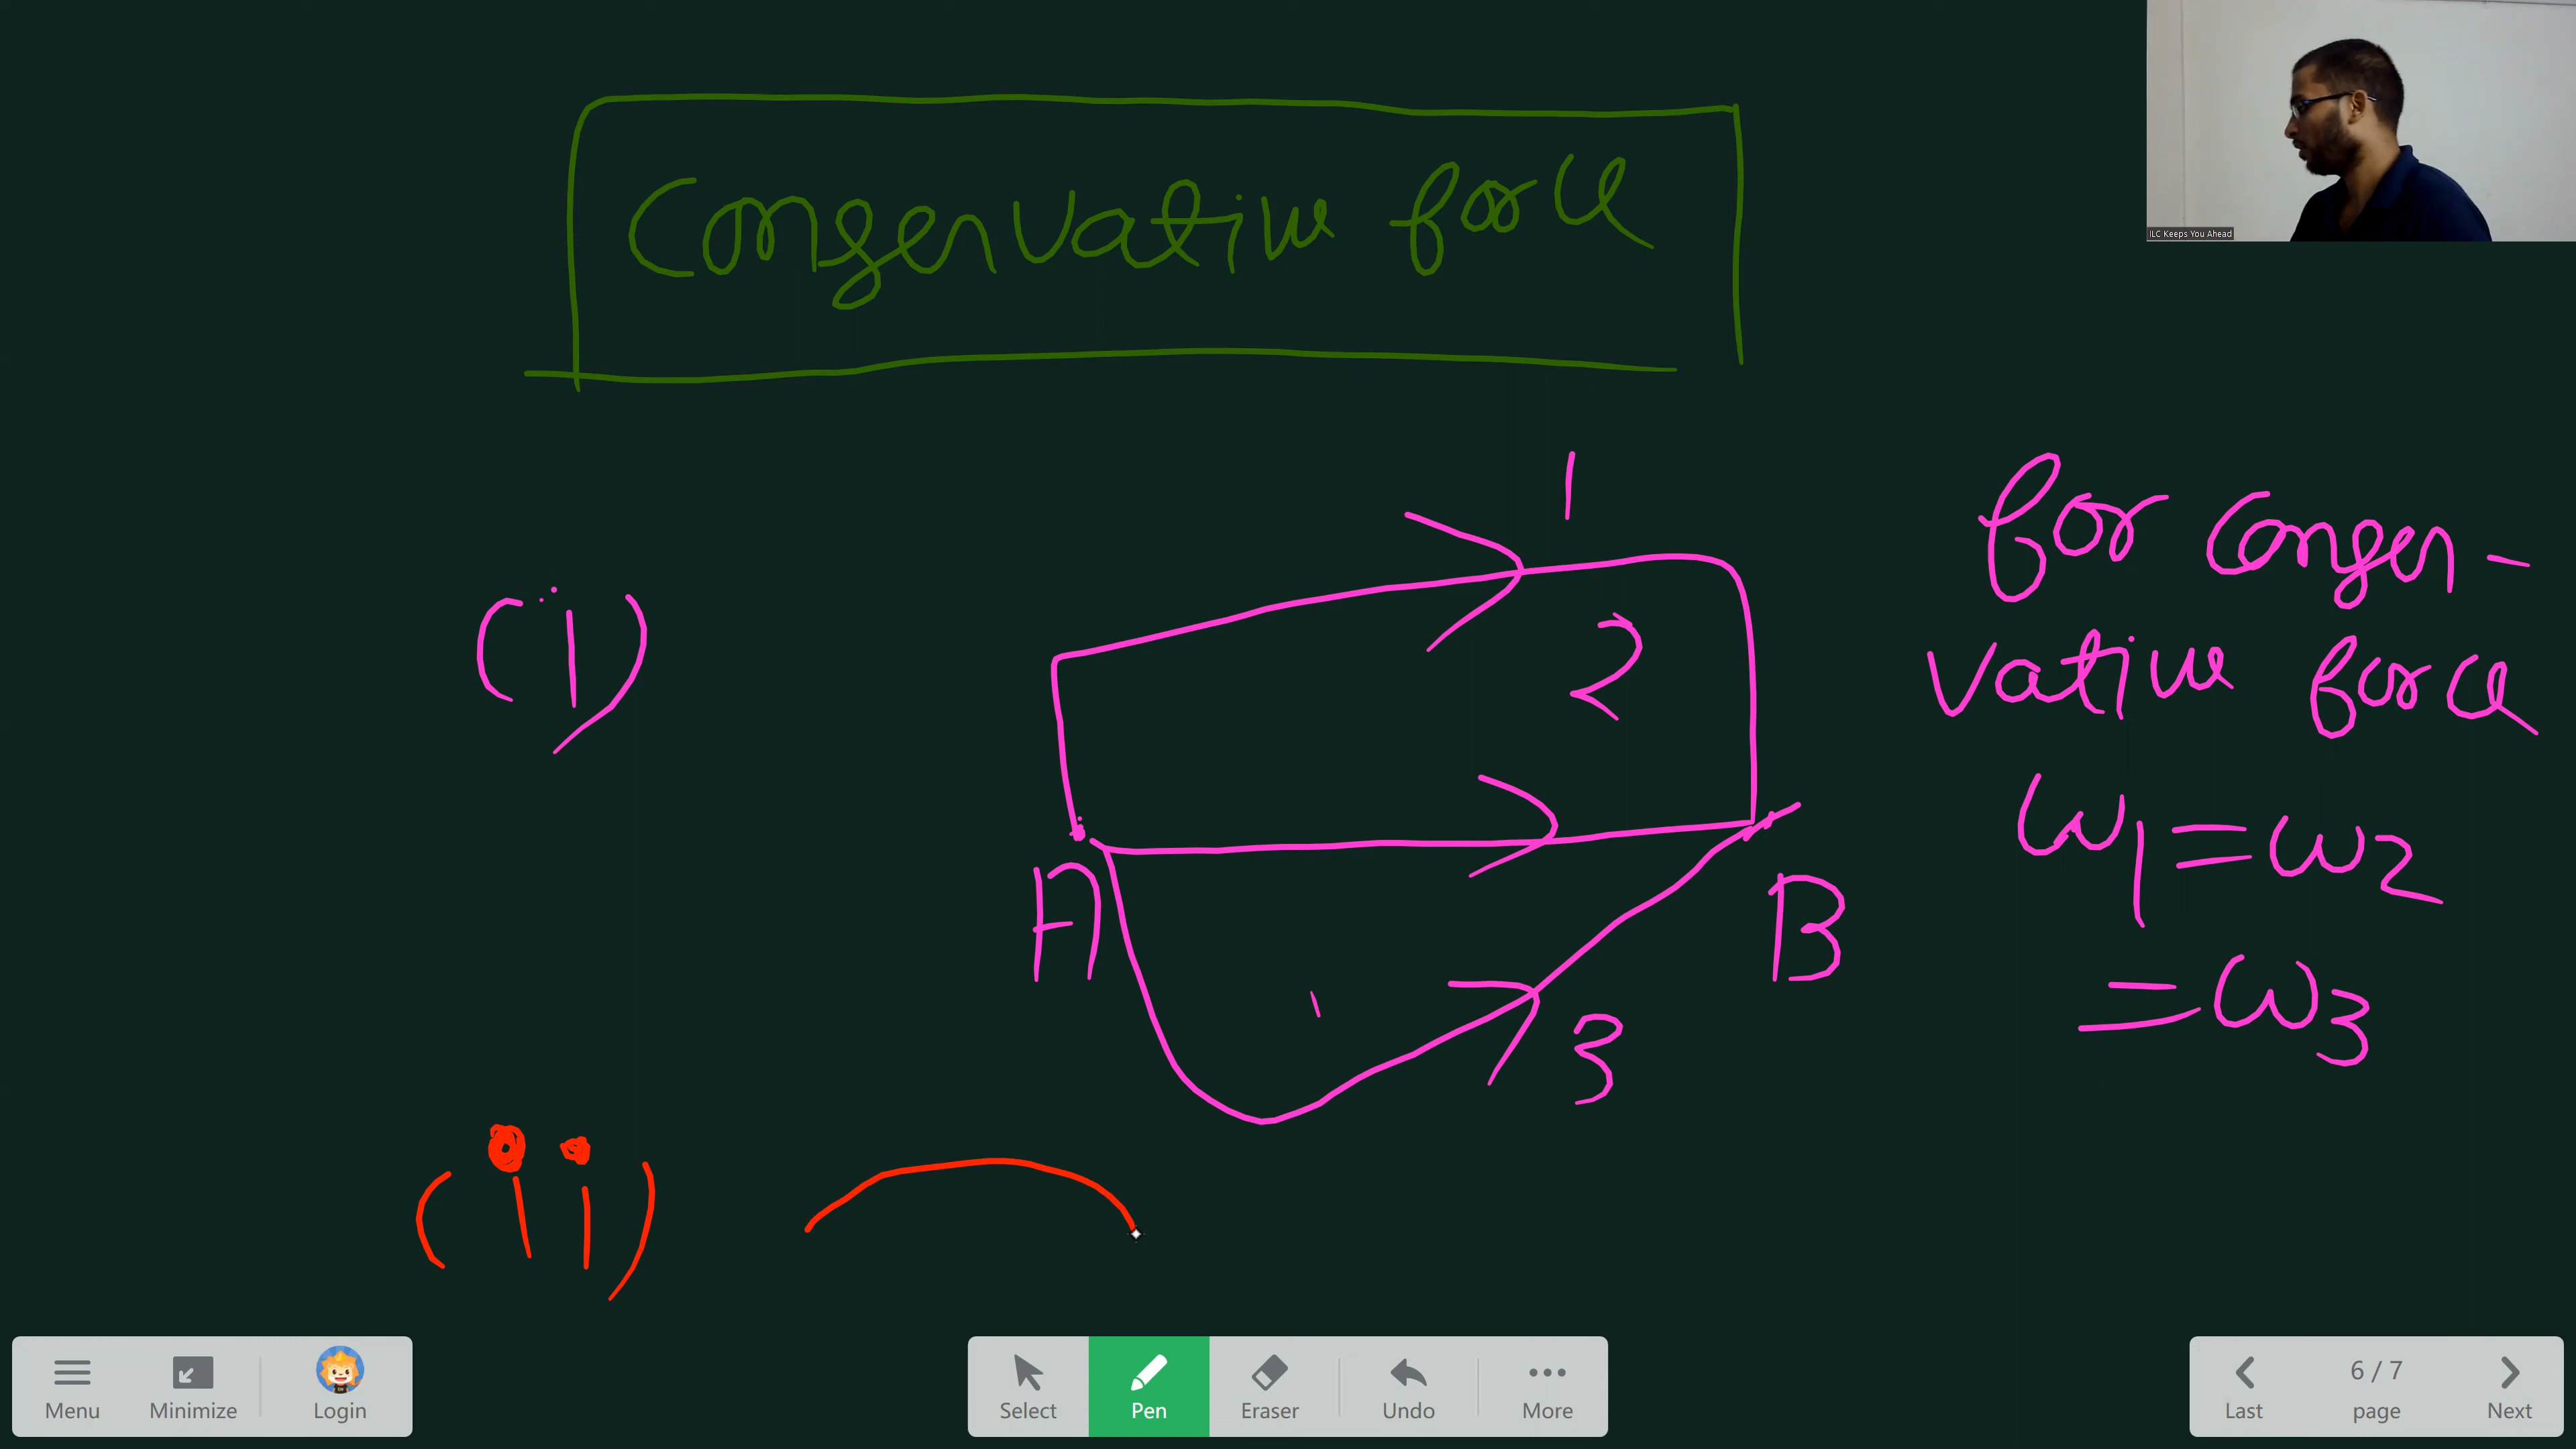 Conservative force
ILC Keeps You Ahead
(i)
1
2
A
B
3
for conser-
vative force
W1=W2
=W3
(ii)
Menu
Minimize
Login
Select
Pen
Eraser
Undo
More
Last
6 / 7
page
Next